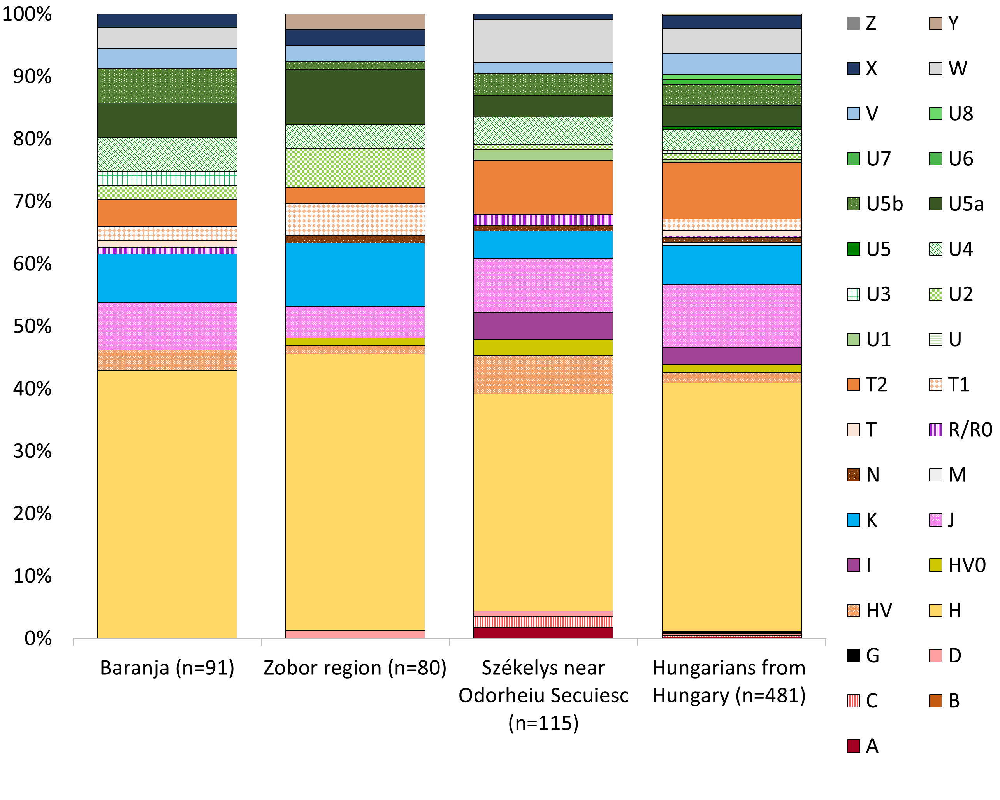 100%
90%
80%
70%
60%
50%
40%
30%
20%
10%
0%
Baranja (n=91)
Zobor region (n=80)
Székelys near
Odorheiu Secuiesc
(n=115)
Hungarians from
Hungary (n=481)
Z Y
X W
V U8
U7 U6
U5b U5a
U5 U4
U3 U2
U1 U
T2 T1
T R/R0
N M
K J
I HV0
HV H
G D
C B
A